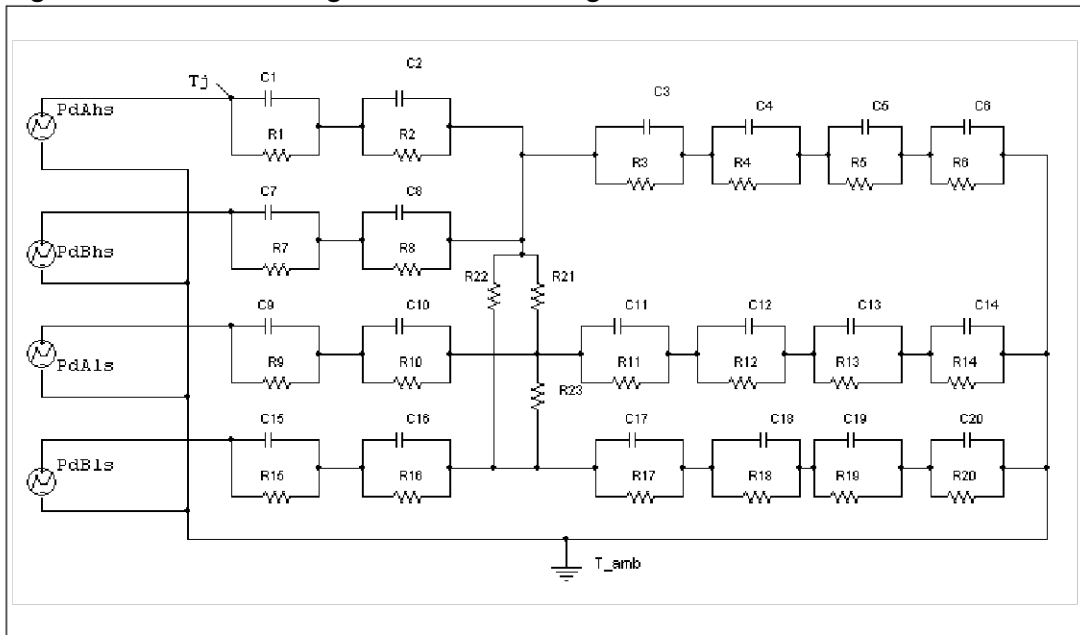 Tj
C1
C2
PdAhs
R1
R2
C3
C4
C5
C6
R3
R4
R5
R6
C7
C8
PdBhs
R7
R8
R22
R21
C9
C10
C11
C12
C13
C14
PdAls
R9
R10
R11
R12
R13
R14
R23
C15
C16
C17
C18
C19
C20
PdBls
R15
R16
R17
R18
R19
R20
T_amb